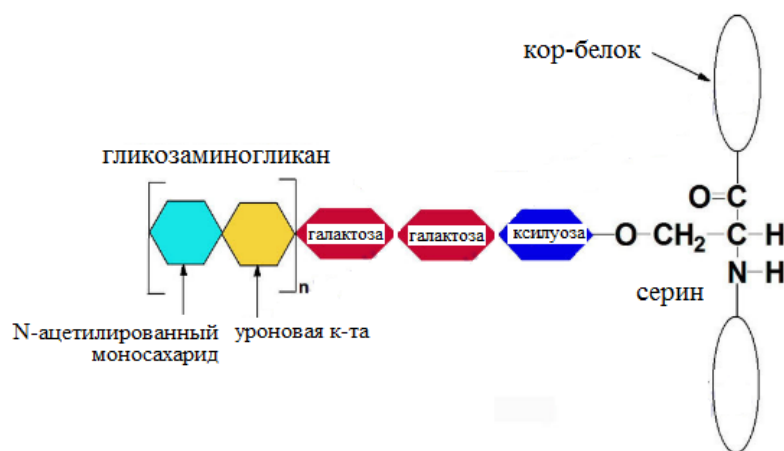 кор-белок
гликозаминогликан
n
галактоза
галактоза
ксилуоза
O
CH2
C
H
O=C
N
H
серин
N-ацетилированный
моносахарид
уроновая к-та